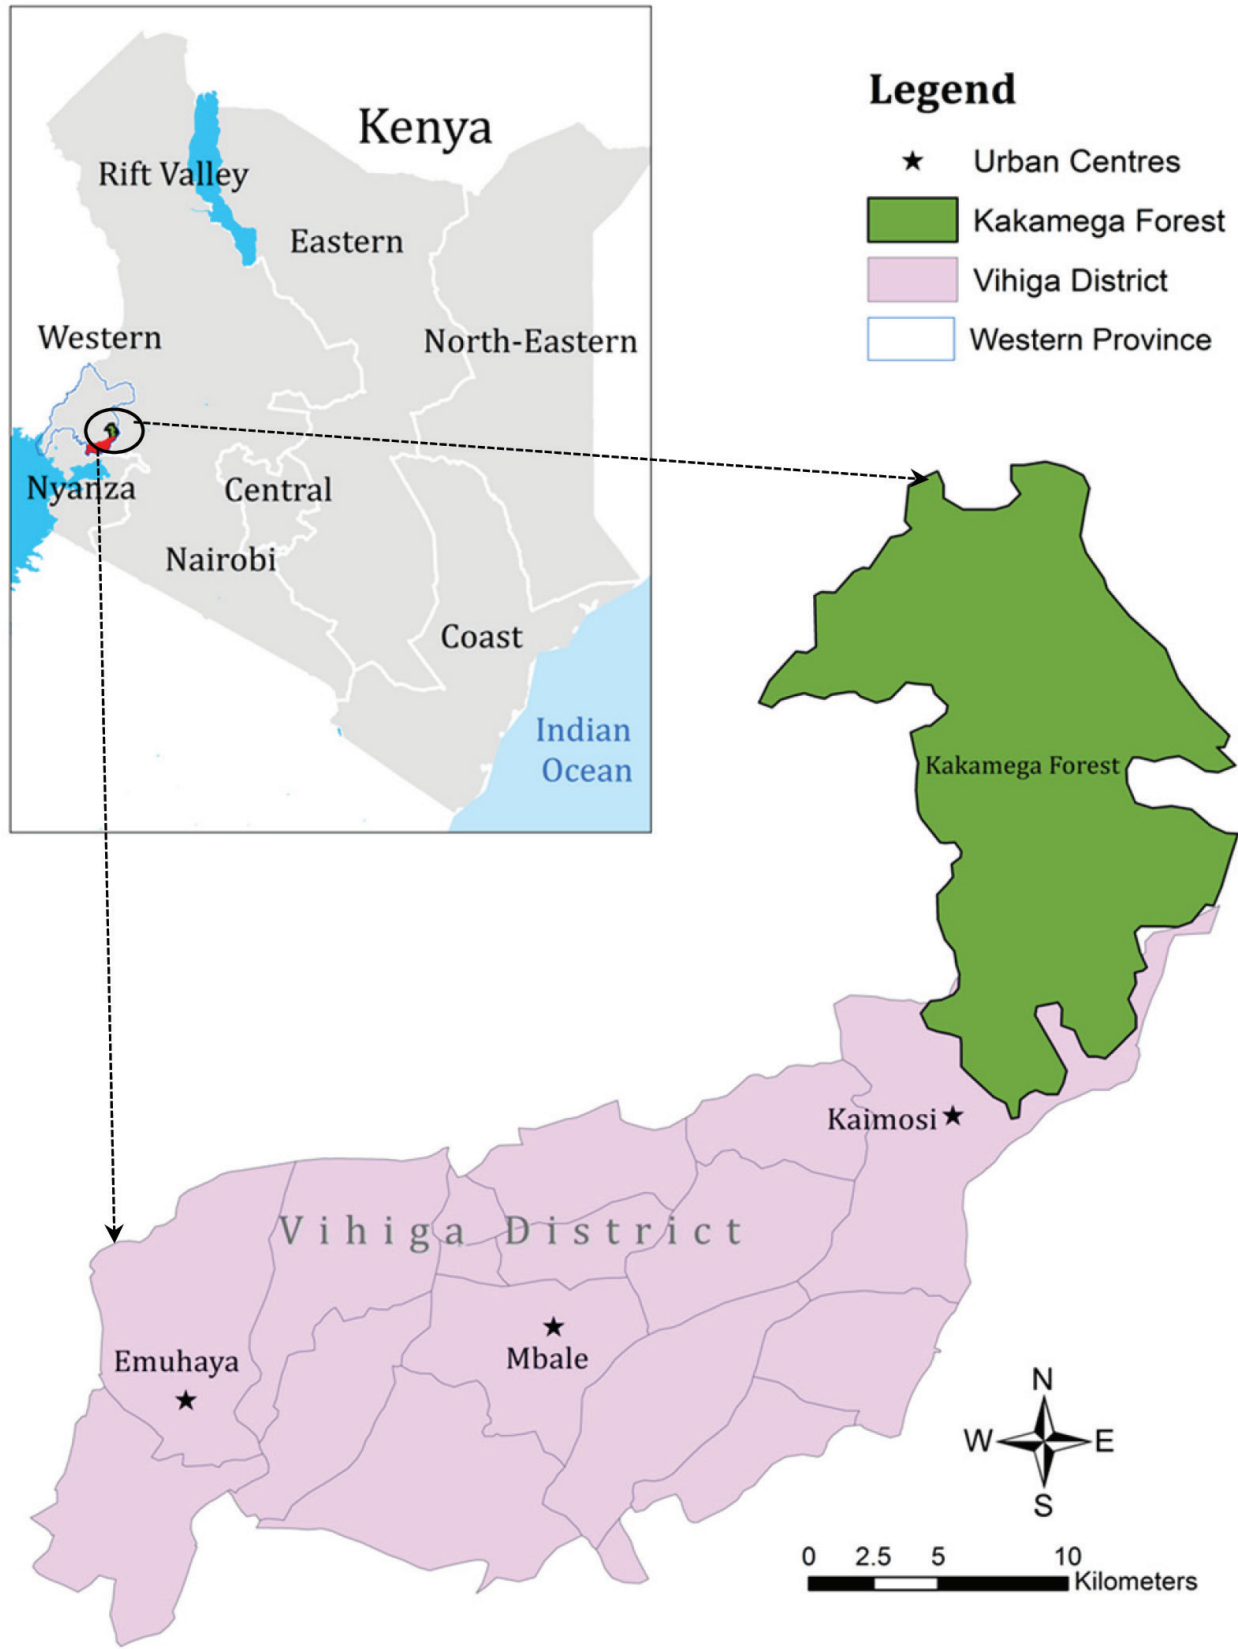 Kenya
Rift Valley
Eastern
Western
North-Eastern
Nyanza
Central
Nairobi
Coast
Indian
Ocean
Legend
Urban Centres
Kakamega Forest
Vihiga District
Western Province
Kakamega Forest
Kaimosi
Vihiga District
Emuhaya
Mbale
N
W E
S
0 2.5 5 10
Kilometers